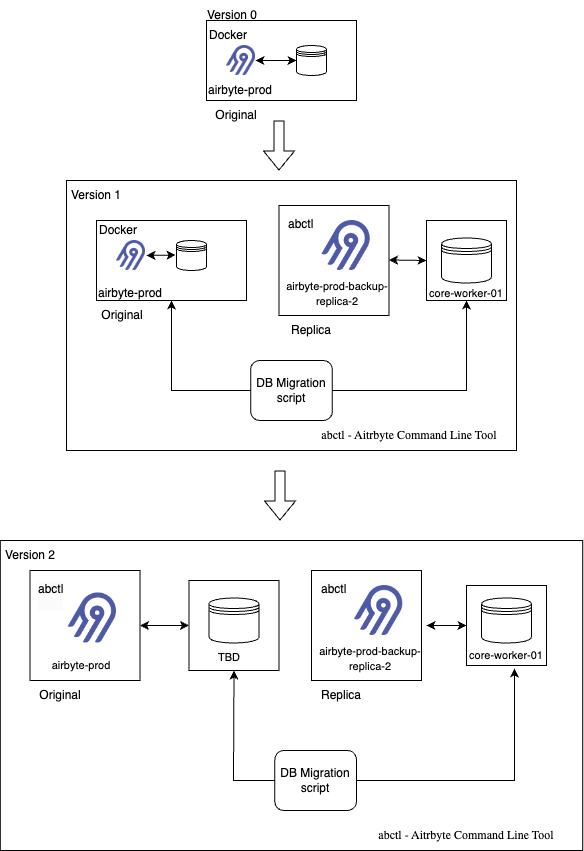 Version 0
Docker
airbyte-prod
Original
Version 1
Docker
airbyte-prod
Original
abctl
airbyte-prod-backup-
replica-2
Replica
core-worker-01
DB Migration
script
abctl - Aitrbyte Command Line Tool
Version 2
abctl
airbyte-prod
Original
TBD
abctl
airbyte-prod-backup-
replica-2
Replica
core-worker-01
DB Migration
script
abctl - Aitrbyte Command Line Tool